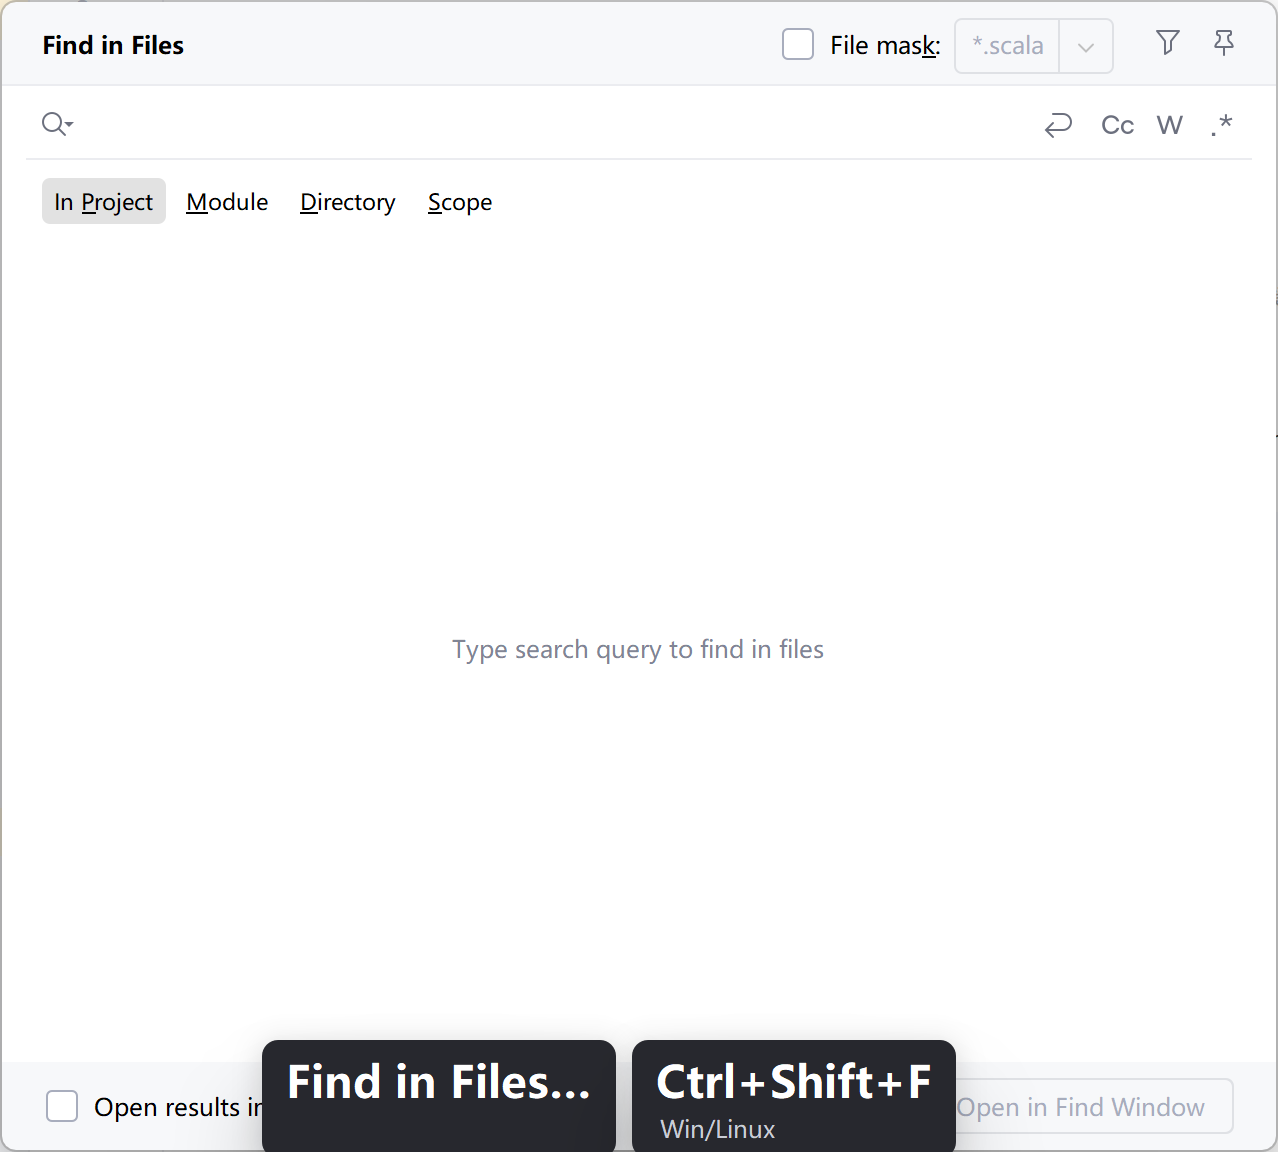 Find in Files
File mask: *.scala
Cc W .*
In Project Module Directory Scope
Type search query to find in files
Open results in
Find in Files...
Ctrl+Shift+F
Win/Linux
Open in Find Window